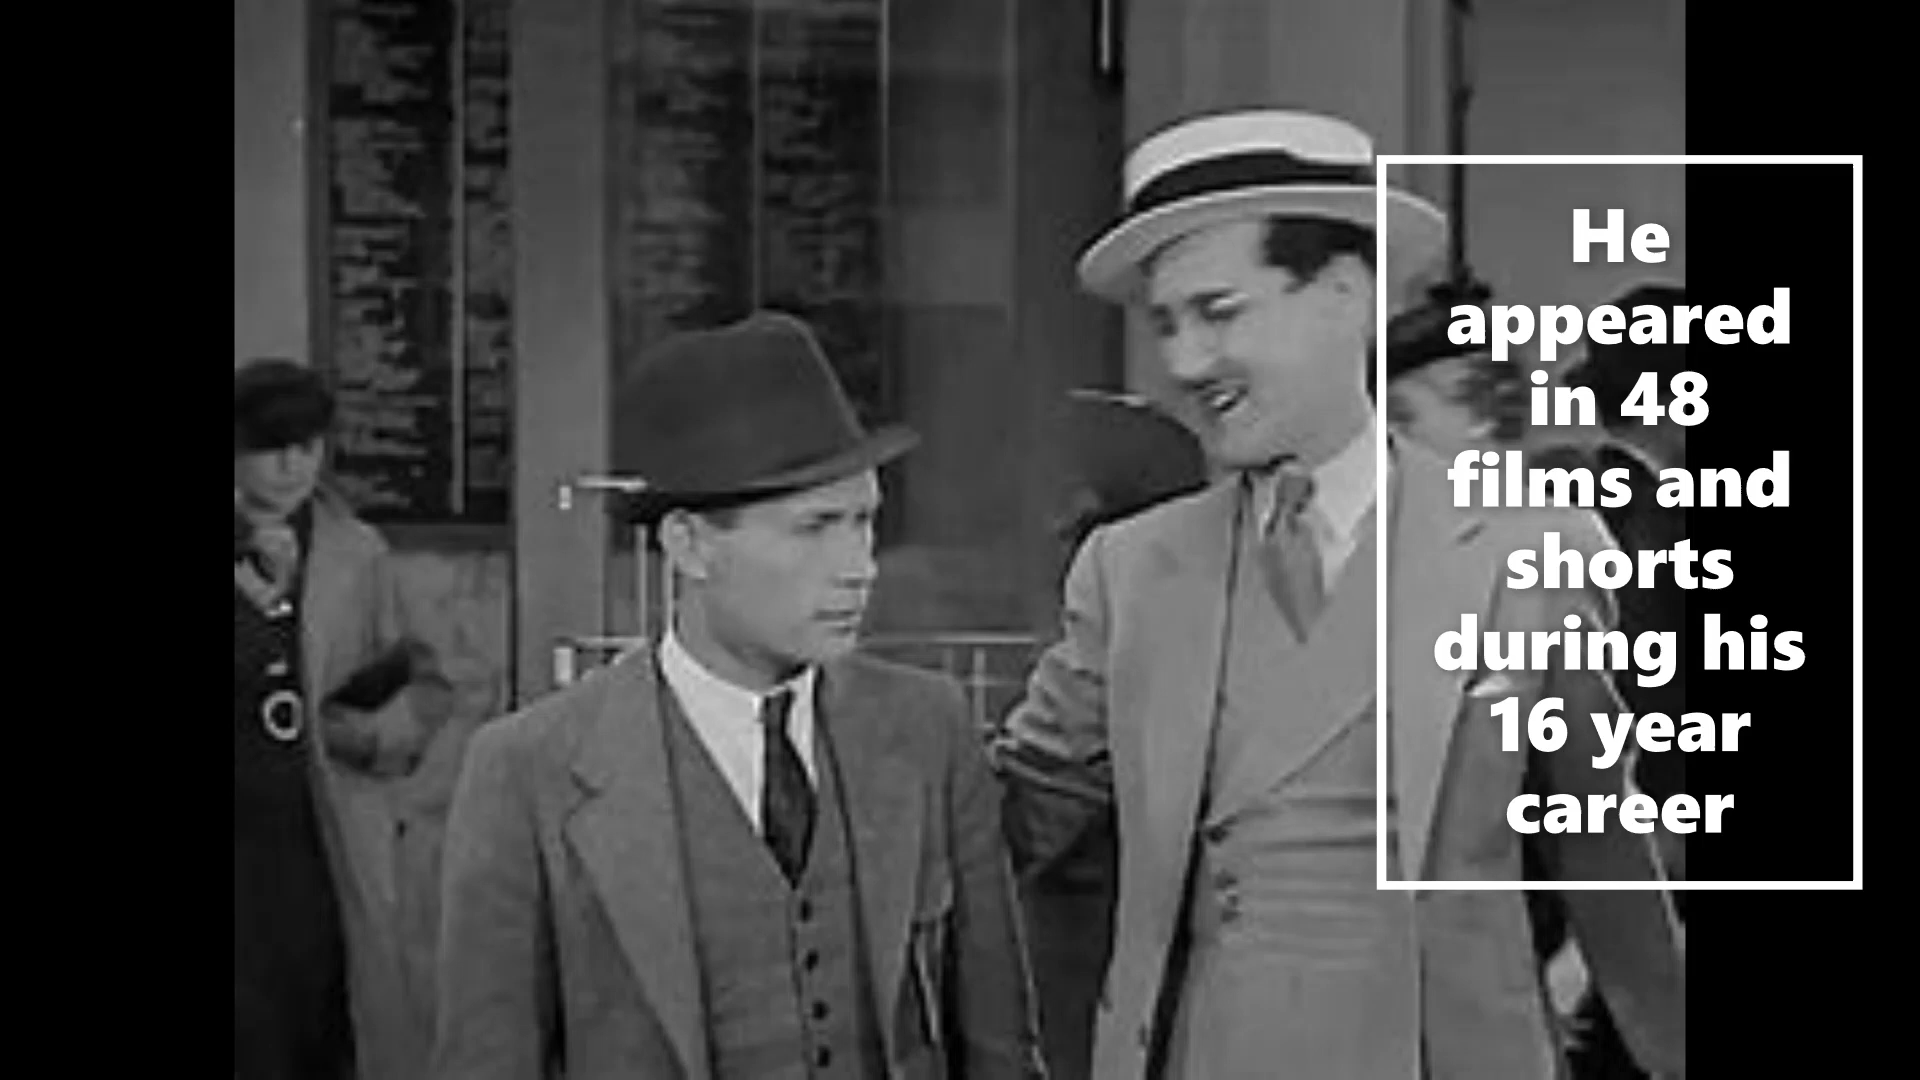 He
appeared
in 48
films and
shorts
during his
16 year
career